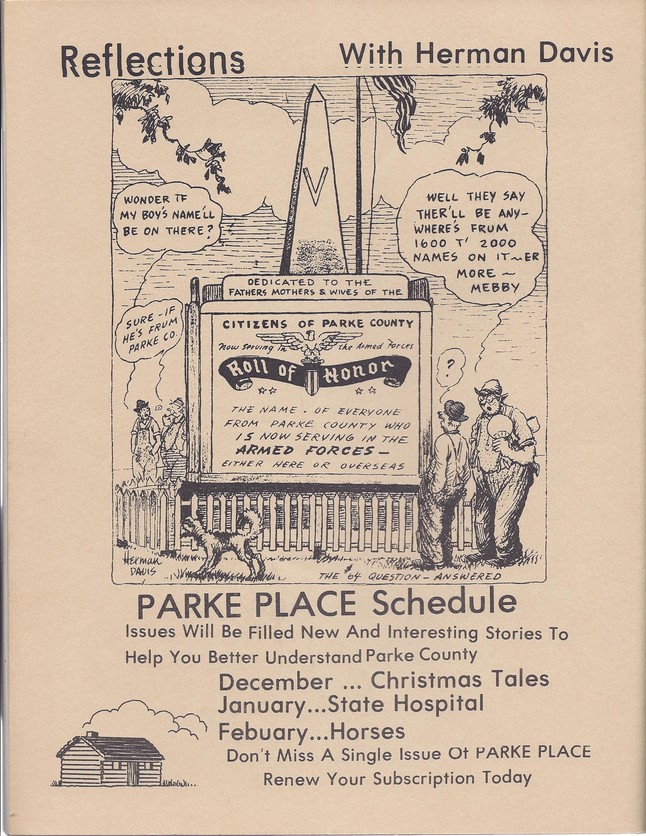 Reflections
With Herman Davis
WONDER IF
MY BOY'S NAME'LL
BE ON THERE?
WELL THEY SAY
THER'LL BE ANY-
WHERE'S FRUM
1600 T' 2000
NAMES ON IT~ER
MORE ~
MEBBY
SURE-IF
HE'S FRUM
PARKE CO.
?
V
DEDICATED TO THE
FATHERS MOTHERS & WIVES OF THE
CITIZENS OF PARKE COUNTY
Now Serving in the Armed Forces
Roll of Honor
THE NAME - OF EVERYONE
FROM PARKE COUNTY WHO
IS NOW SERVING IN THE
ARMED FORCES —
EITHER HERE OR OVERSEAS
HERMAN
DAVIS
THE $64 QUESTION - ANSWERED
PARKE PLACE Schedule
Issues Will Be Filled New And Interesting Stories To
Help You Better Understand Parke County
December ... Christmas Tales
January...State Hospital
Febuary...Horses
Don't Miss A Single Issue Of PARKE PLACE
Renew Your Subscription Today